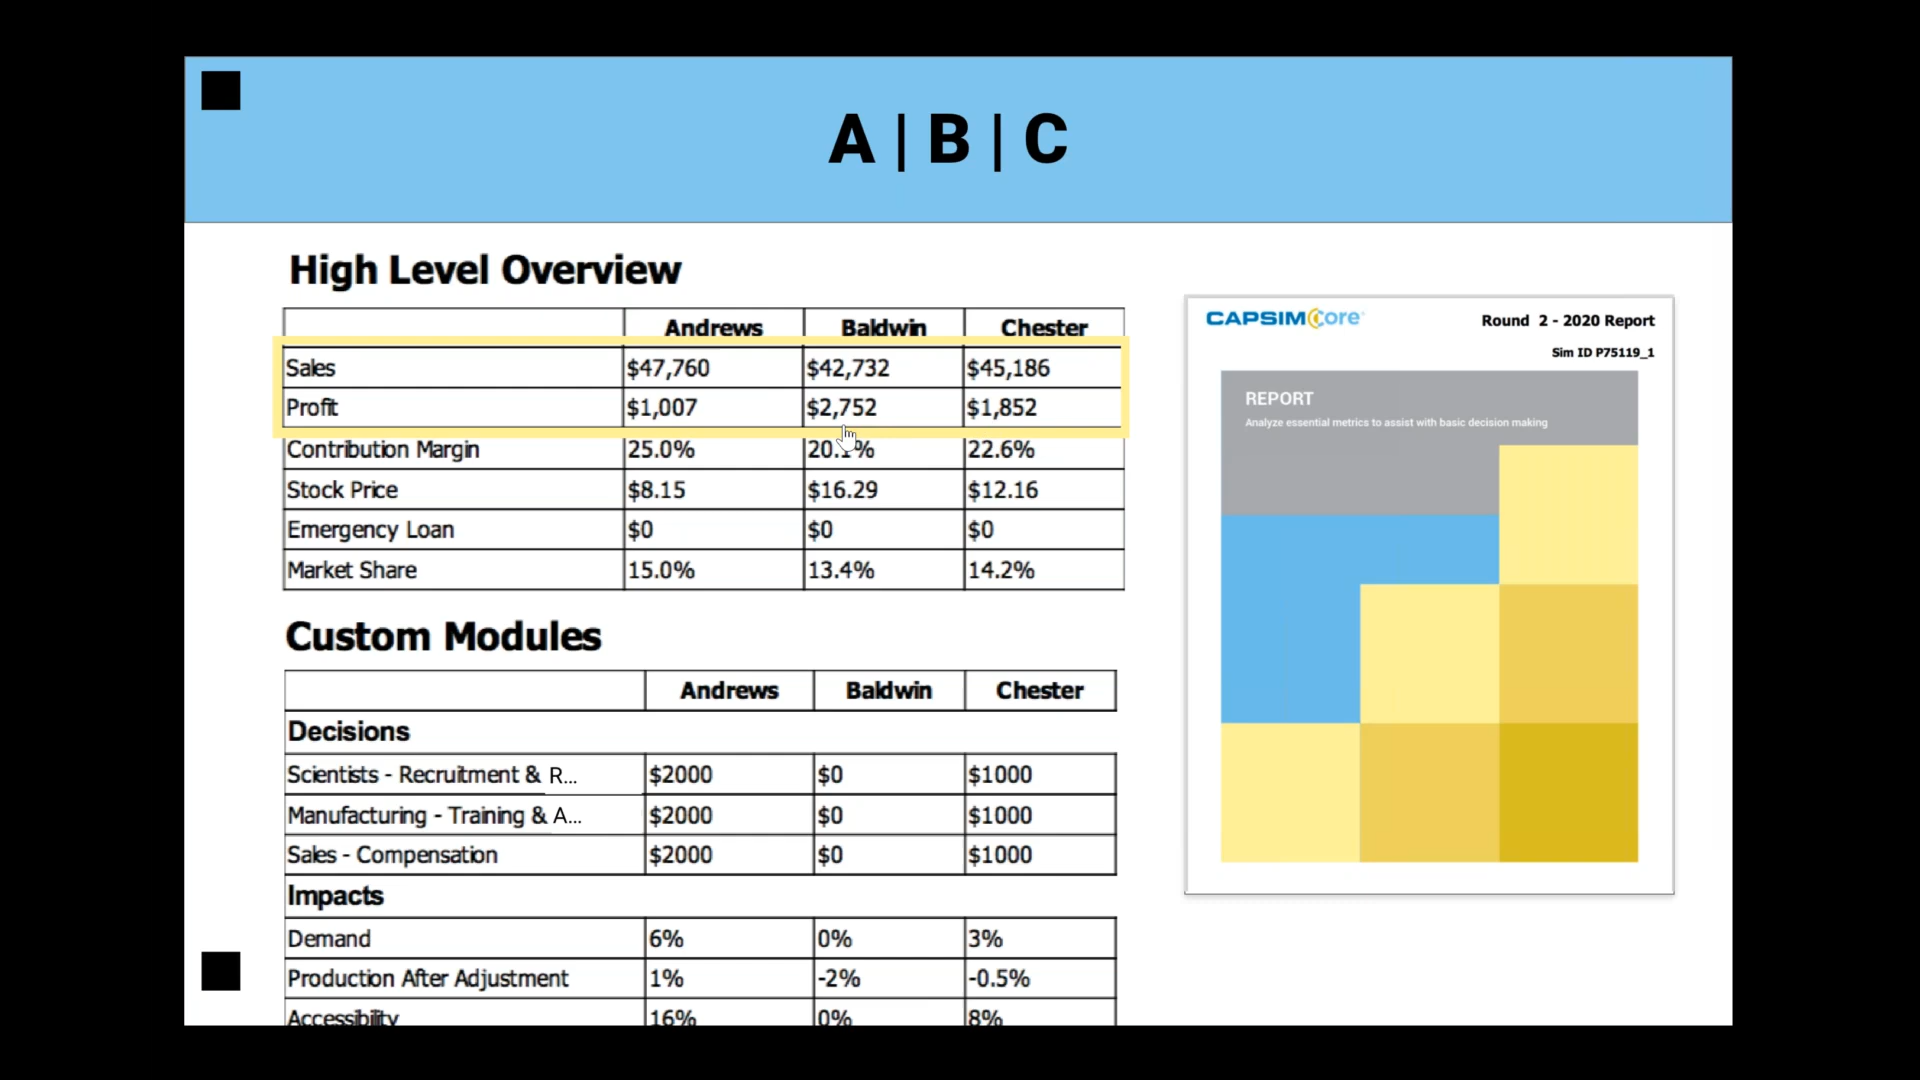 A | B | C
High Level Overview
Andrews Baldwin Chester
Sales $47,760 $42,732 $45,186
Profit $1,007 $2,752 $1,852
Contribution Margin 25.0% 22.6%
Stock Price $8.15 $16.29 $12.16
Emergency Loan $0 $0 $0
Market Share 15.0% 13.4% 14.2%
Custom Modules
Andrews Baldwin Chester
Decisions
Scientists - Recruitment & R... $2000 $0 $1000
Manufacturing - Training & A... $2000 $0 $1000
Sales - Compensation $2000 $0 $1000
Impacts
Demand 6% 0% 3%
Production After Adjustment 1% -2% -0.5%
Accessibility 16% 0% 8%
CAPSIMCore
Round 2 - 2020 Report
Sim ID P75119_1
REPORT
Analyze essential metrics to assist with basic decision making